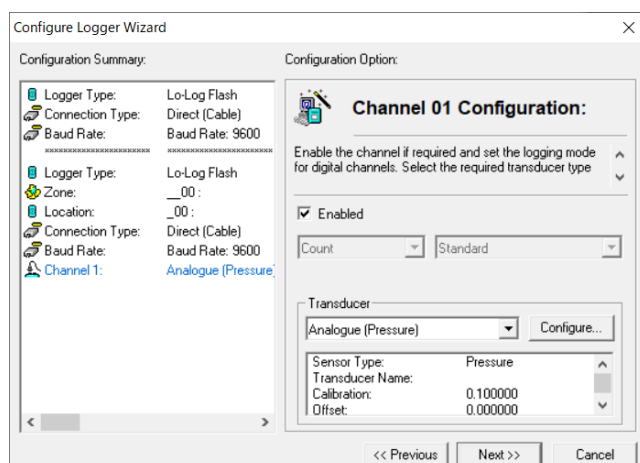 Configure Logger Wizard
Configuration Summary:
Logger Type: Lo-Log Flash
Connection Type: Direct (Cable)
Baud Rate: Baud Rate: 9600
********************** **********************
Logger Type: Lo-Log Flash
Zone: __00 :
Location: _00 :
Connection Type: Direct (Cable)
Baud Rate: Baud Rate: 9600
Channel 1: Analogue (Pressure)
Configuration Option:
Channel 01 Configuration:
Enable the channel if required and set the logging mode
for digital channels. Select the required transducer type
Enabled
Count Standard
Transducer
Analogue (Pressure) Configure...
Sensor Type: Pressure
Transducer Name:
Calibration: 0.100000
Offset: 0.000000
<< Previous Next >> Cancel